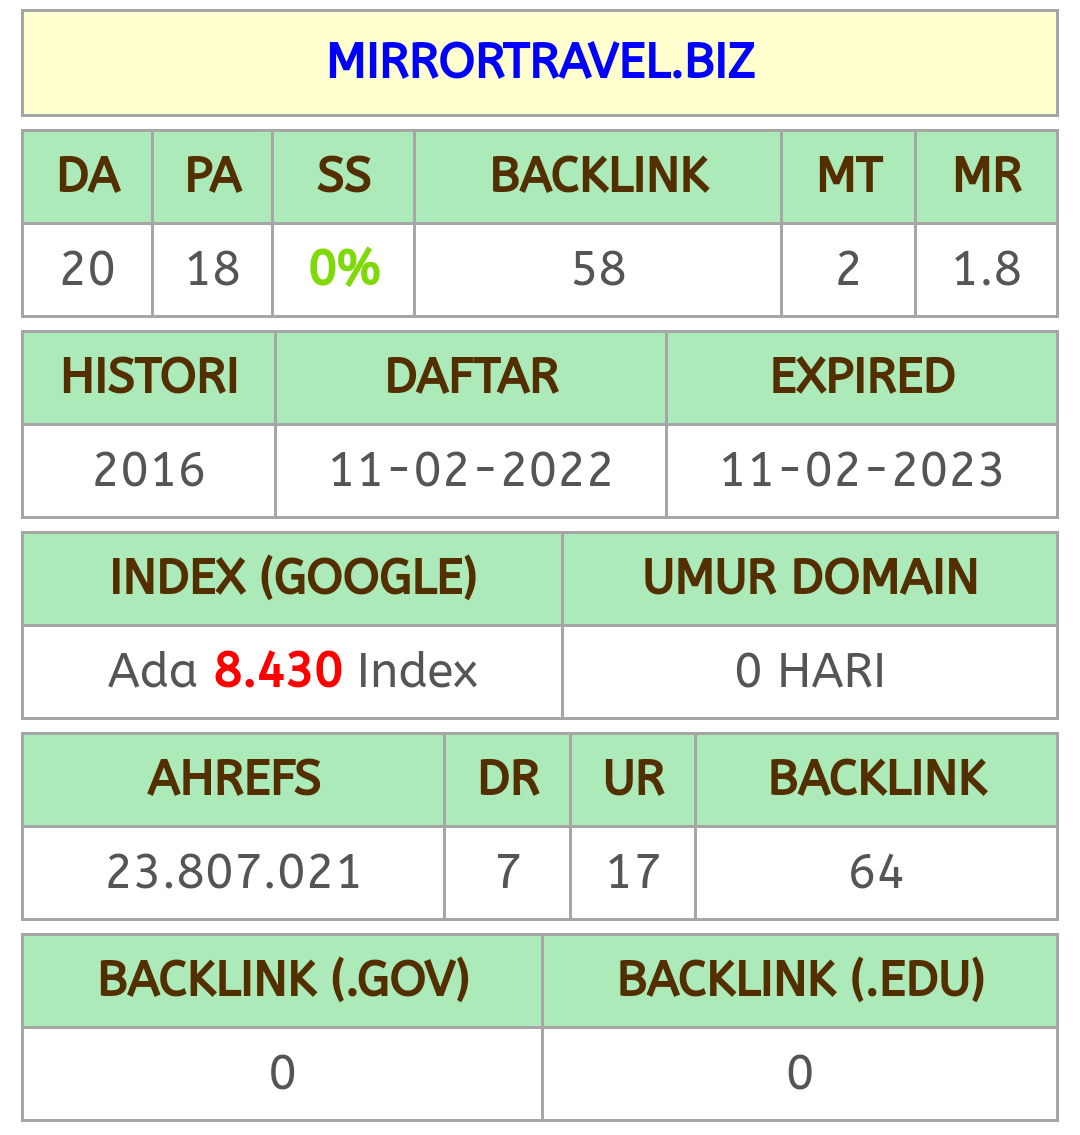 MIRRORTRAVEL.BIZ
DA PA SS BACKLINK MT MR
20 18 0% 58 2 1.8
HISTORI DAFTAR EXPIRED
2016 11-02-2022 11-02-2023
INDEX (GOOGLE) UMUR DOMAIN
Ada 8.430 Index 0 HARI
AHREFS DR UR BACKLINK
23.807.021 7 17 64
BACKLINK (.GOV) BACKLINK (.EDU)
0 0